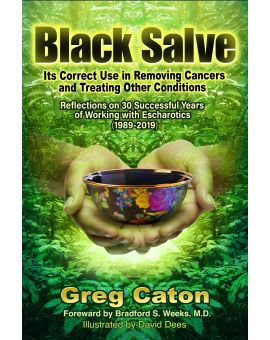 Black Salve
Its Correct Use in Removing Cancers
and Treating Other Conditions
Reflections on 30 Successful Years
of Working with Escharotics
(1989-2019)
Greg Caton
Foreword by Bradford S. Weeks, M.D.
Illustrated by David Dees